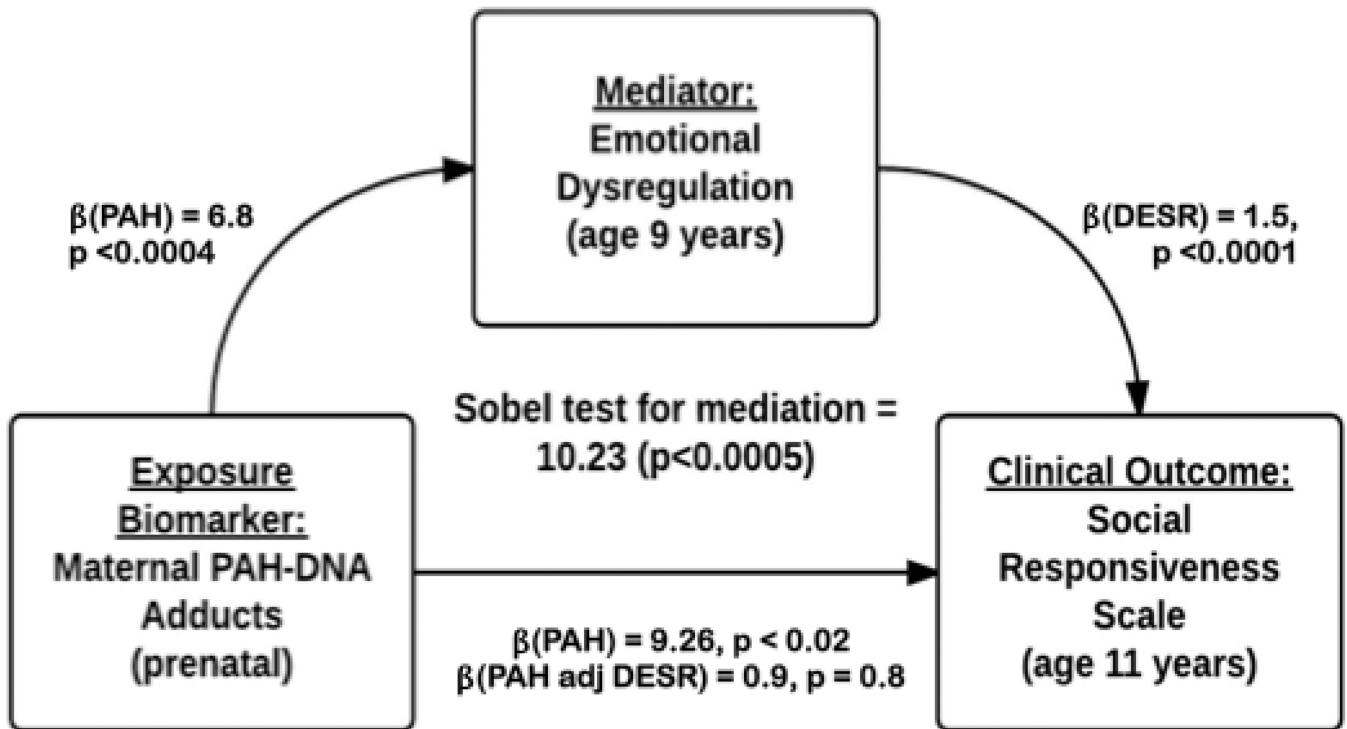 Mediator:
Emotional
Dysregulation
(age 9 years)
β(PAH) = 6.8
p <0.0004
β(DESR) = 1.5,
p <0.0001
Sobel test for mediation =
10.23 (p<0.0005)
Exposure
Biomarker:
Maternal PAH-DNA
Adducts
(prenatal)
Clinical Outcome:
Social
Responsiveness
Scale
(age 11 years)
β(PAH) = 9.26, p < 0.02
β(PAH adj DESR) = 0.9, p = 0.8